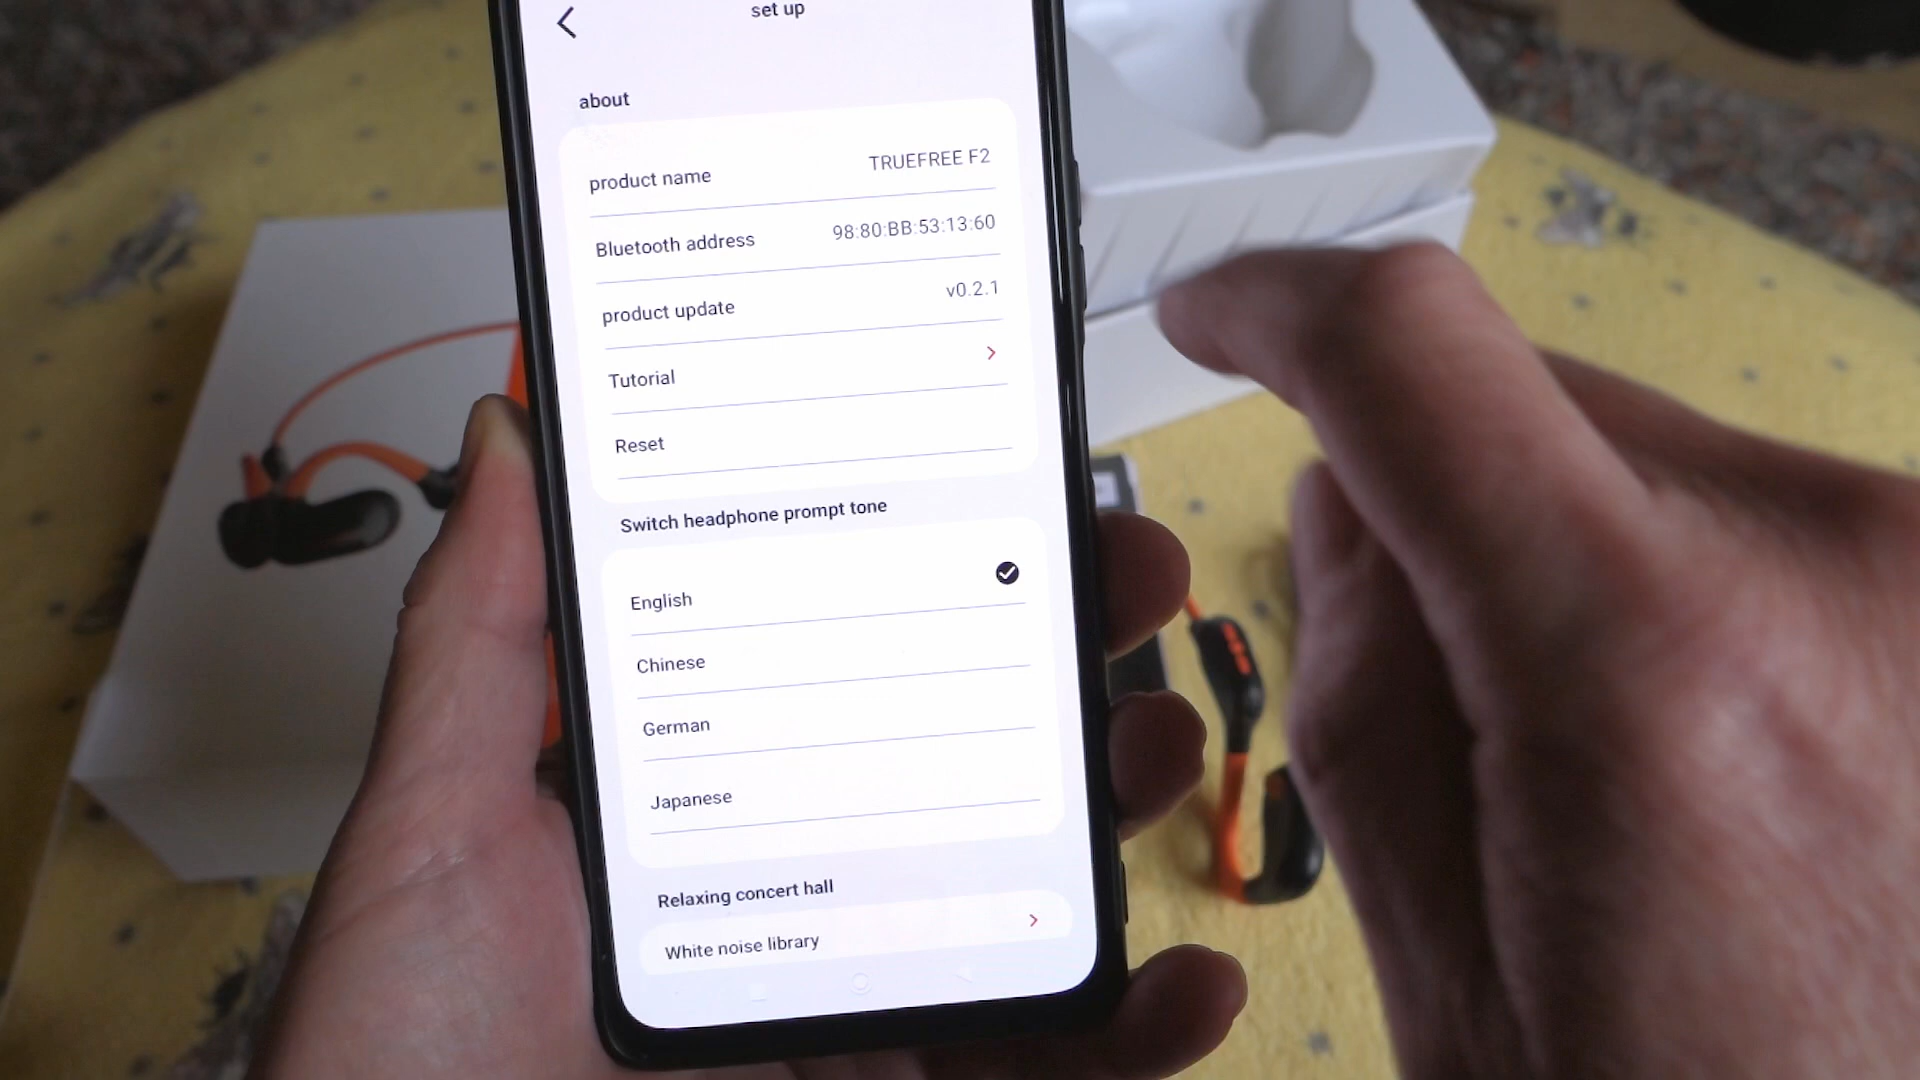 set up
about
product name TRUEFREE F2
Bluetooth address 98:80:BB:53:13:60
product update v0.2.1
Tutorial
Reset
Switch headphone prompt tone
English
Chinese
German
Japanese
Relaxing concert hall
White noise library